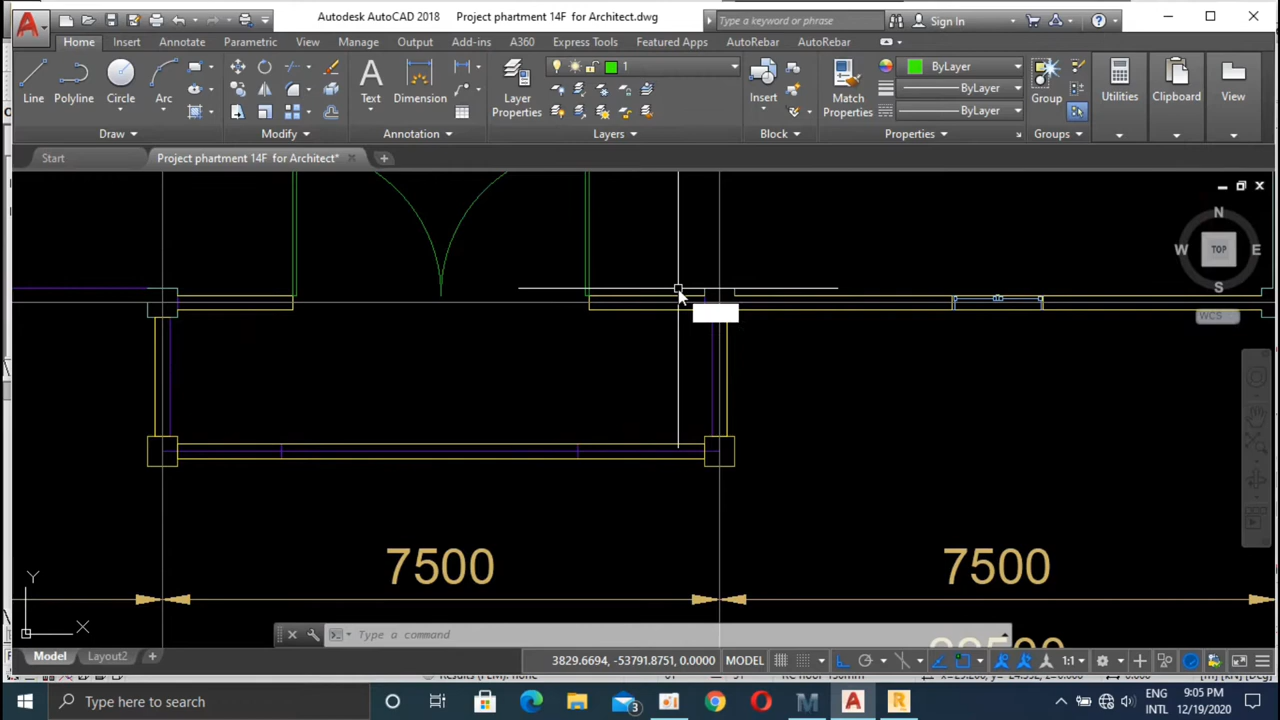 Autodesk AutoCAD 2018 Project phartment 14F for Architect.dwg
Type a keyword or phrase
Sign In
Home Insert Annotate Parametric View Manage Output Add-ins A360 Express Tools Featured Apps AutoRebar AutoRebar
1
ByLayer
ByLayer
ByLayer
Line Polyline Circle Arc
Text Dimension
Layer Properties
Insert
Match Properties
Group
Utilities
Clipboard
View
Draw Modify Annotation Layers Block Properties Groups
Start
Project phartment 14F for Architect*
N
W TOP E
S
WCS
7500 7500
Y
X
Type a command
Model Layout2
3829.6694, -53791.8751, 0.0000 MODEL
1:1
Type here to search
3
ENG
INTL
9:05 PM
12/19/2020